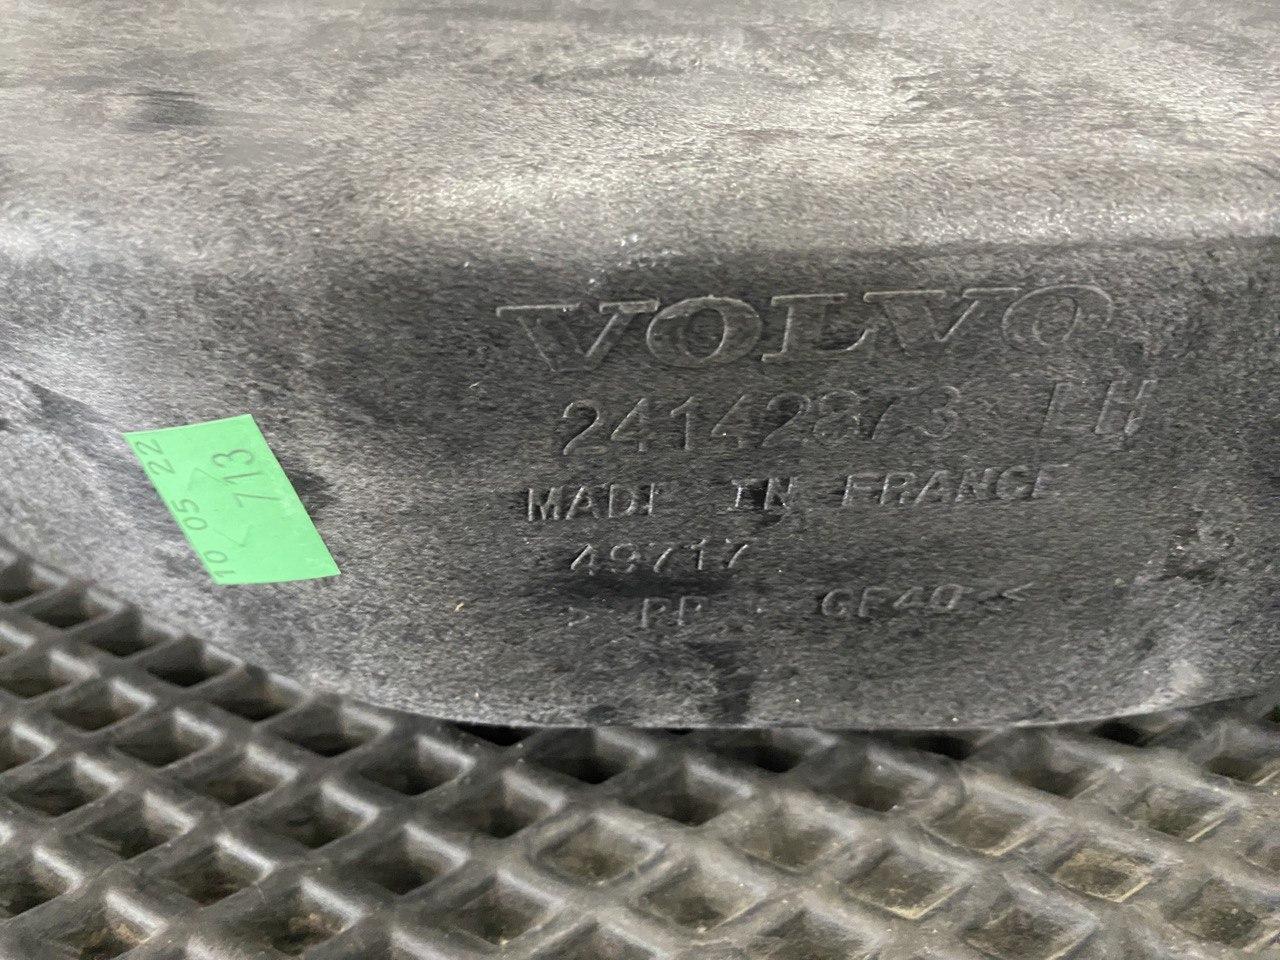 VOLVO
24142873 LH
MADE IN FRANCE
49717
> PP - GF40 <
10 05 22
< 713 >